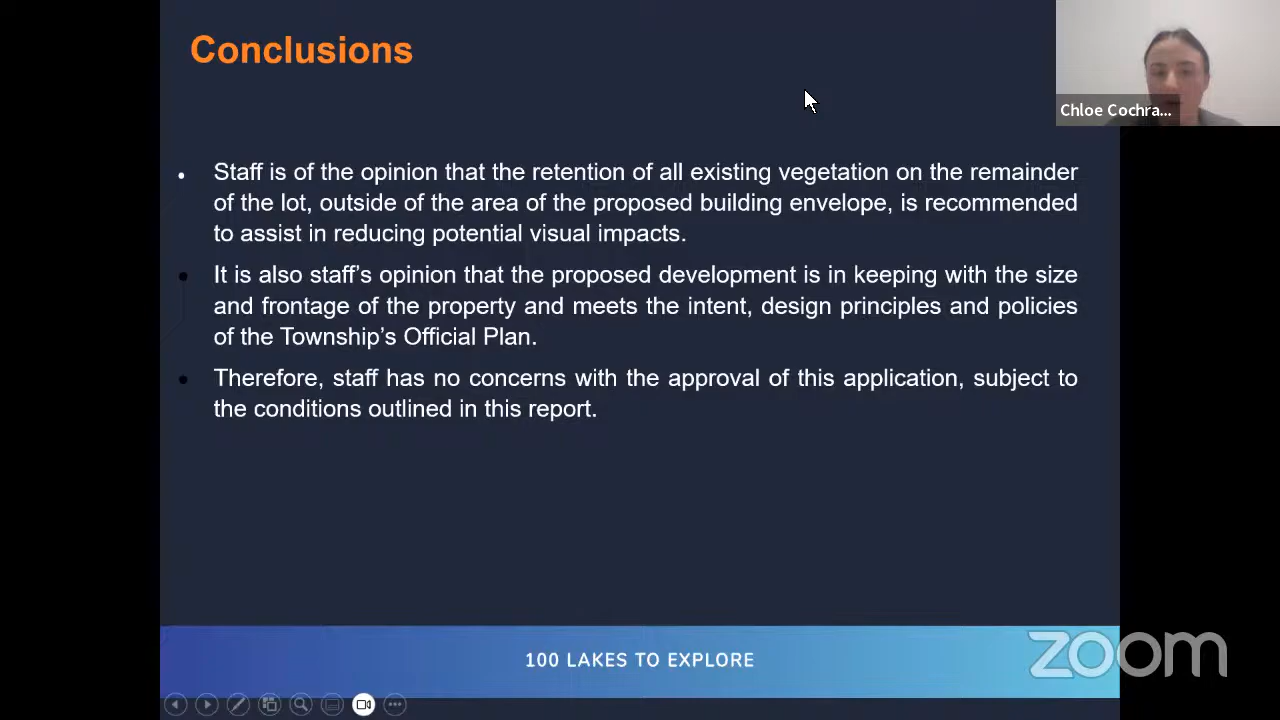 Conclusions
Chloe Cochra...
• Staff is of the opinion that the retention of all existing vegetation on the remainder
of the lot, outside of the area of the proposed building envelope, is recommended
to assist in reducing potential visual impacts.
• It is also staff’s opinion that the proposed development is in keeping with the size
and frontage of the property and meets the intent, design principles and policies
of the Township’s Official Plan.
• Therefore, staff has no concerns with the approval of this application, subject to
the conditions outlined in this report.
100 LAKES TO EXPLORE
zoom